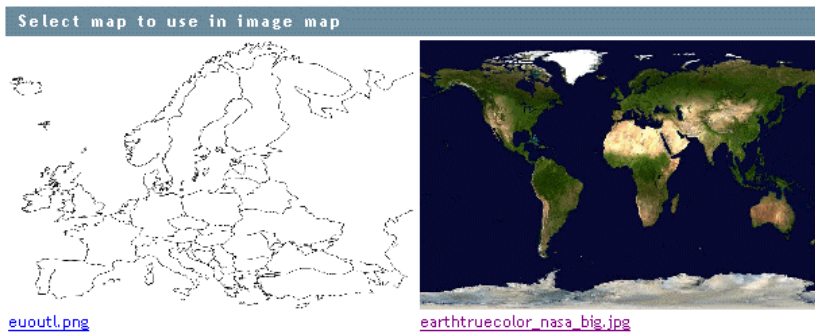 Select map to use in image map
euoutl.png
earthtruecolor_nasa_big.jpg